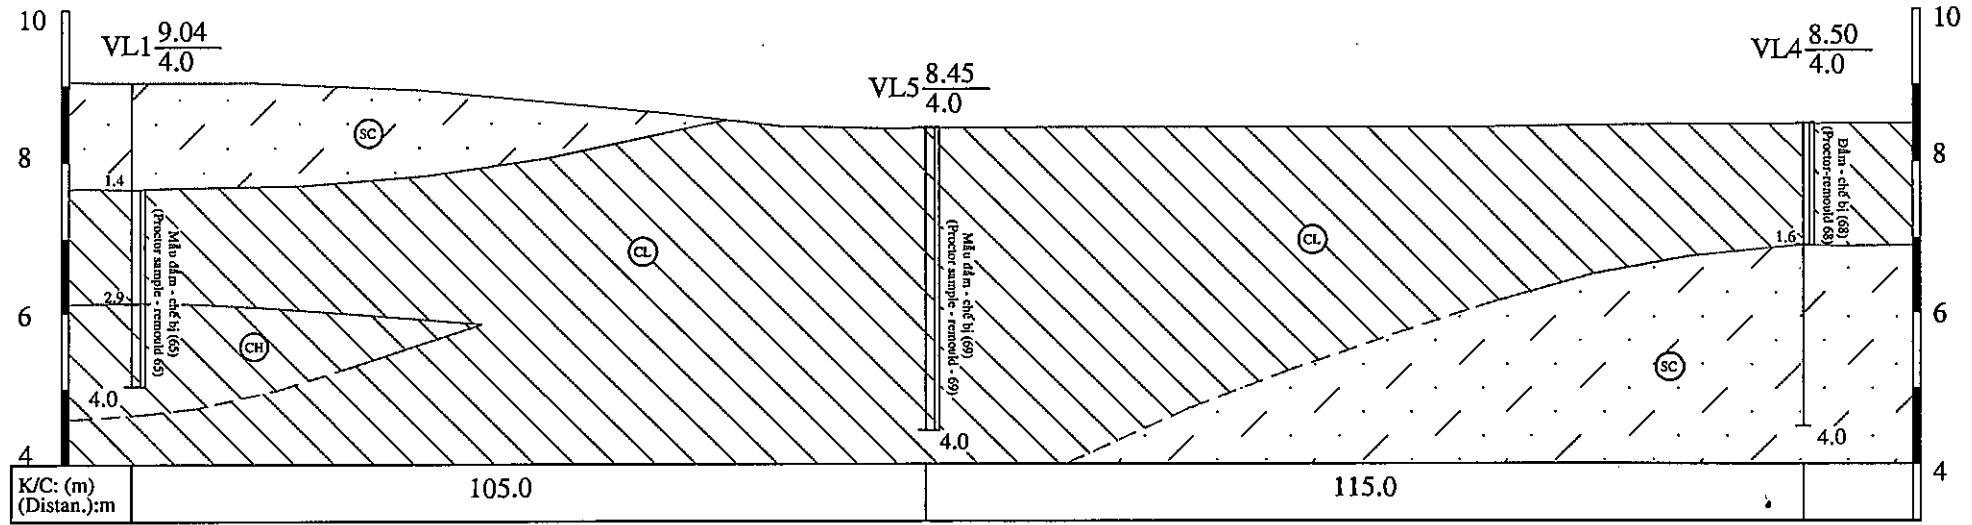 10
10
VL1 9.04
4.0
VL5 8.45
4.0
VL4 8.50
4.0
8
8
SC
1.4
Mẫu đầm - chế bị (65)
(Proctor sample - remould 65)
CL
Mẫu đầm - chế bị (69)
(Proctor sample - remould - 69)
CL
Đầm - chế bị (68)
(Proctor-remould 68)
1.6
2.9
6
6
CH
SC
4.0
4.0
4.0
4
4
K/C: (m)
(Distan.):m
105.0
115.0